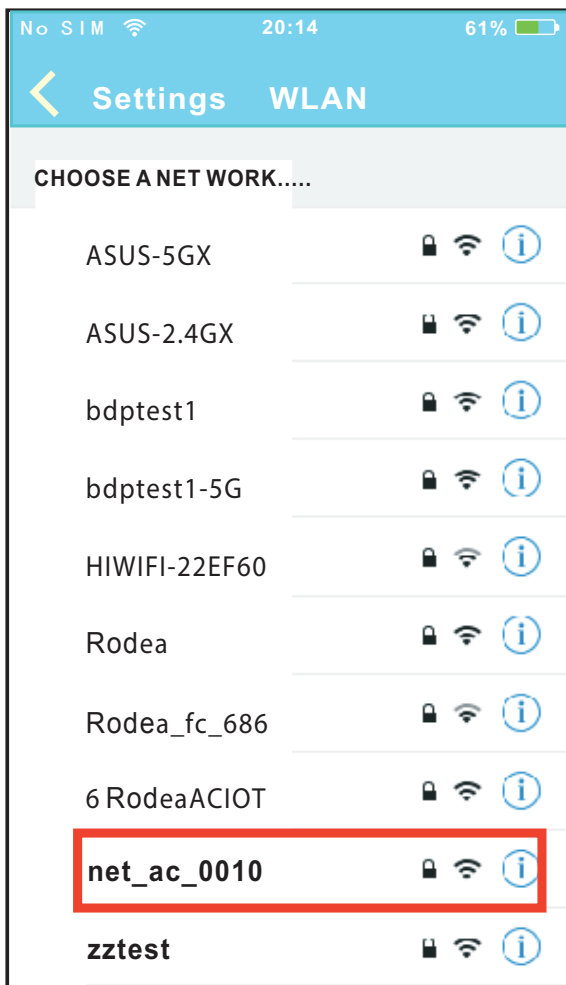 No SIM 20:14 61%
Settings WLAN
CHOOSE A NET WORK.....
ASUS-5GX
ASUS-2.4GX
bdptest1
bdptest1-5G
HIWIFI-22EF60
Rodea
Rodea_fc_686
6 RodeaACIOT
net_ac_0010
zztest